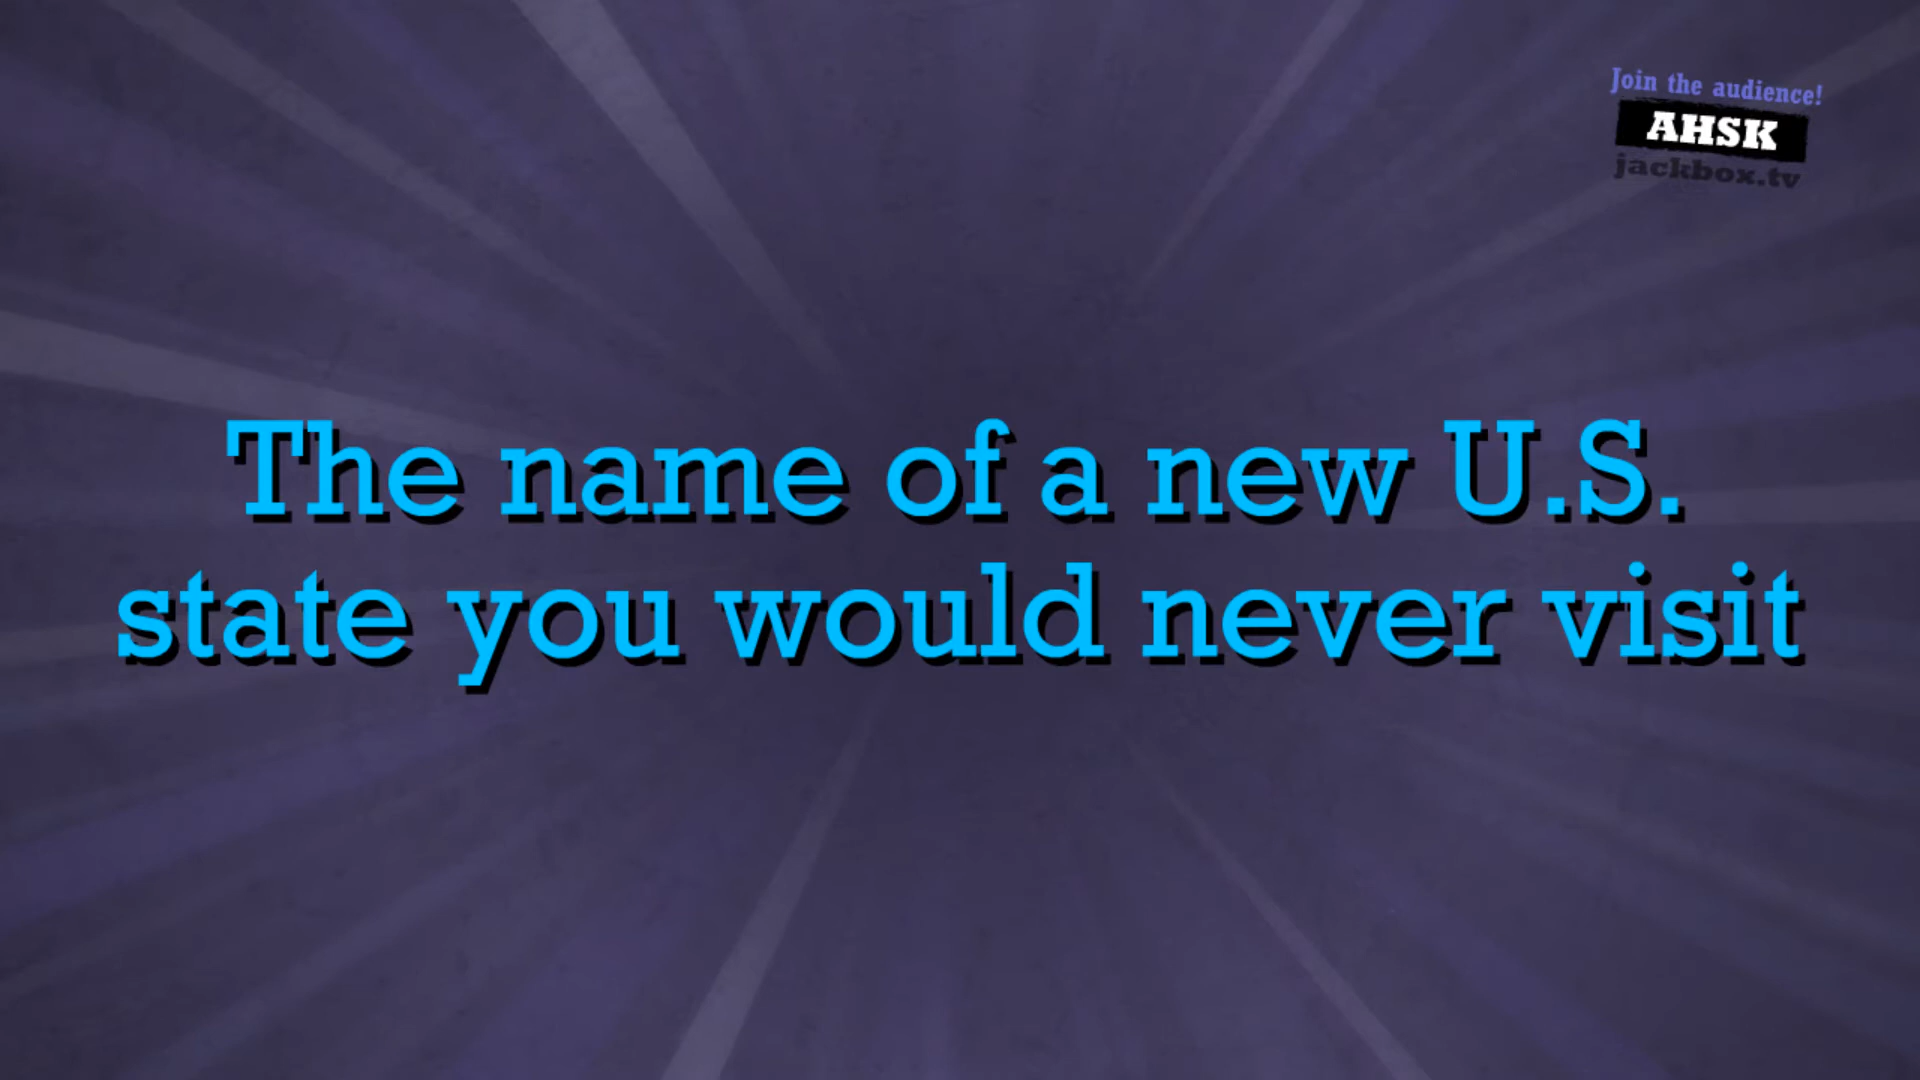 Join the audience!
AHSK
jackbox.tv
The name of a new U.S.
state you would never visit